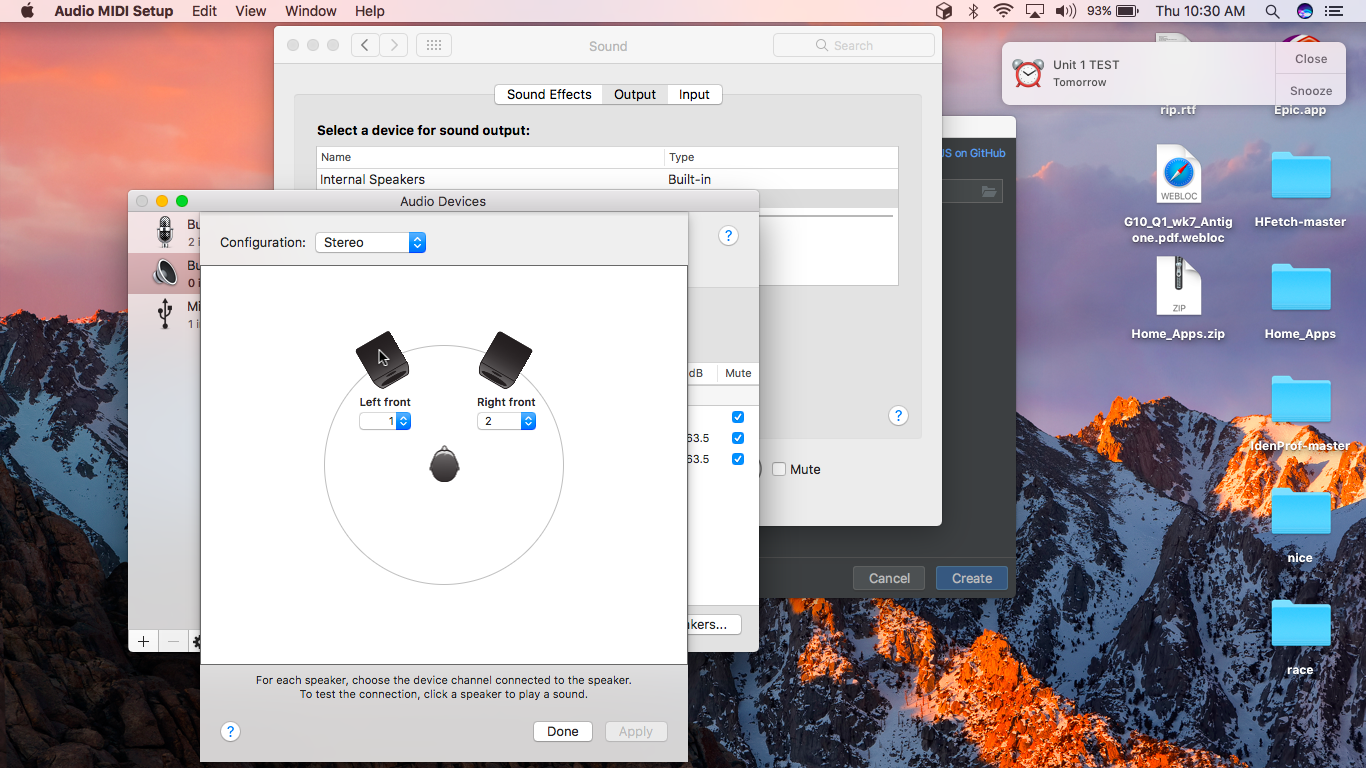 Audio MIDI Setup Edit View Window Help
93% Thu 10:30 AM
Sound
Search
Unit 1 TEST
Tomorrow
Close
Snooze
Sound Effects Output Input
rip.rtf
Epic.app
Select a device for sound output:
Name Type
Internal Speakers Built-in
JS on GitHub
WEBLOC
G10_Q1_wk7_Antig
one.pdf.webloc
HFetch-master
Audio Devices
Bu
2 i
Bu
0 i
Mi
1 i
Configuration: Stereo
?
ZIP
Home_Apps.zip
Home_Apps
dB Mute
Left front
1
Right front
2
?
63.5
63.5
Mute
IdenProf-master
nice
Cancel Create
akers...
race
For each speaker, choose the device channel connected to the speaker.
To test the connection, click a speaker to play a sound.
?
Done Apply